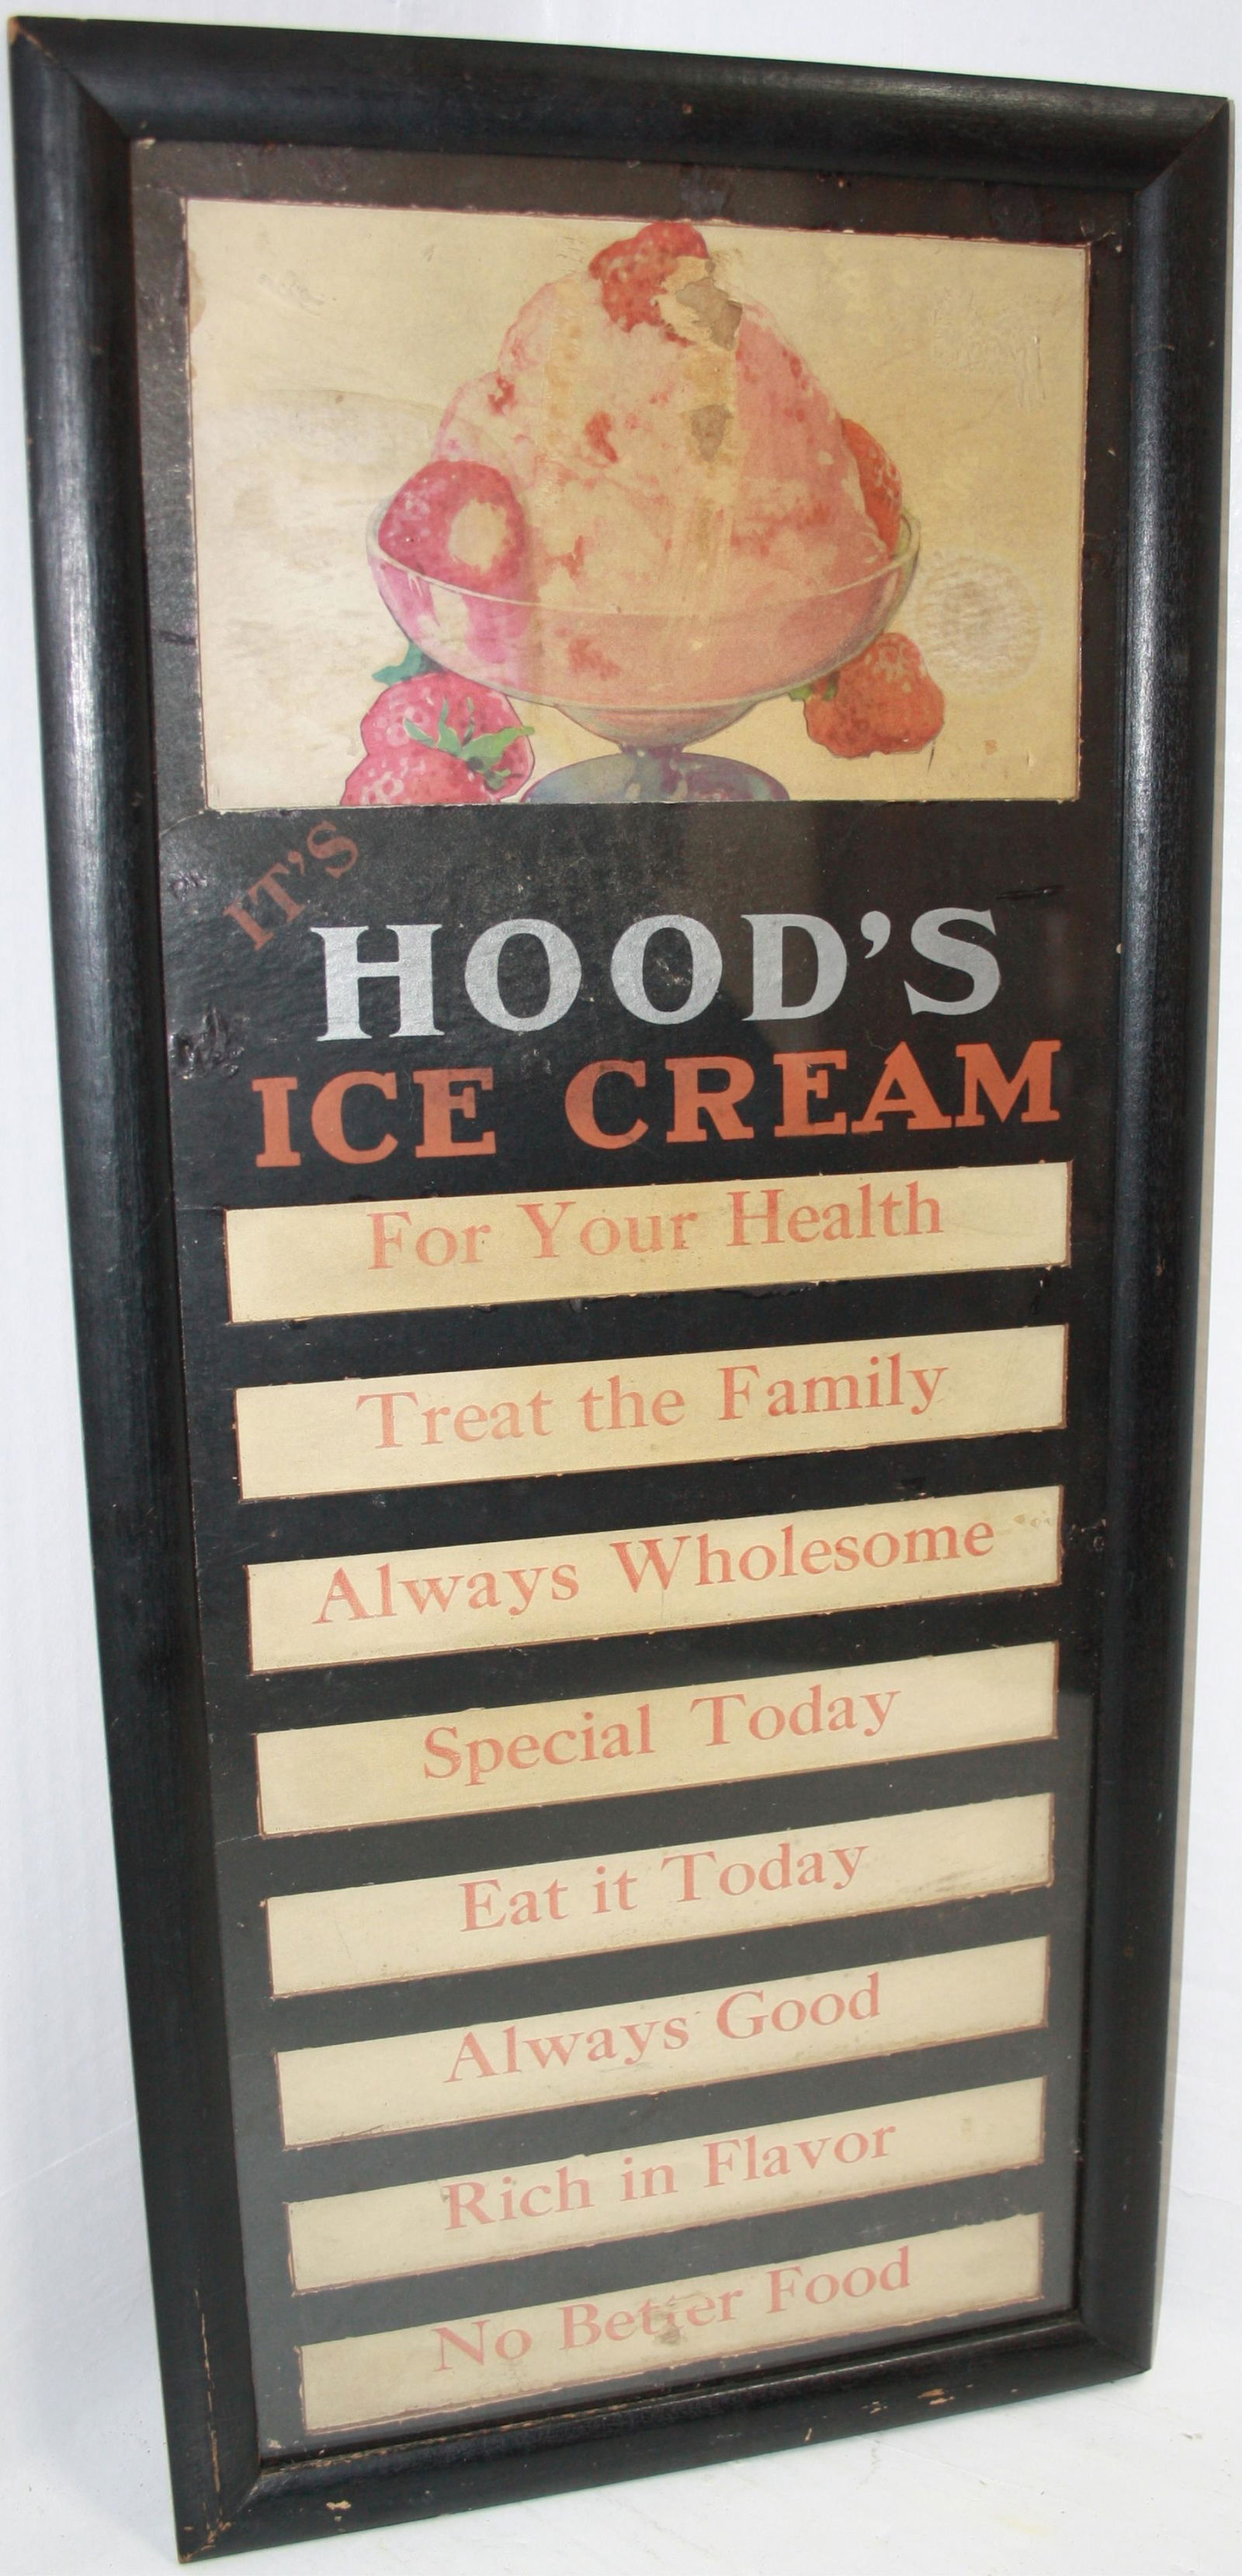 IT'S
HOOD'S
ICE CREAM
For Your Health
Treat the Family
Always Wholesome
Special Today
Eat it Today
Always Good
Rich in Flavor
No Better Food